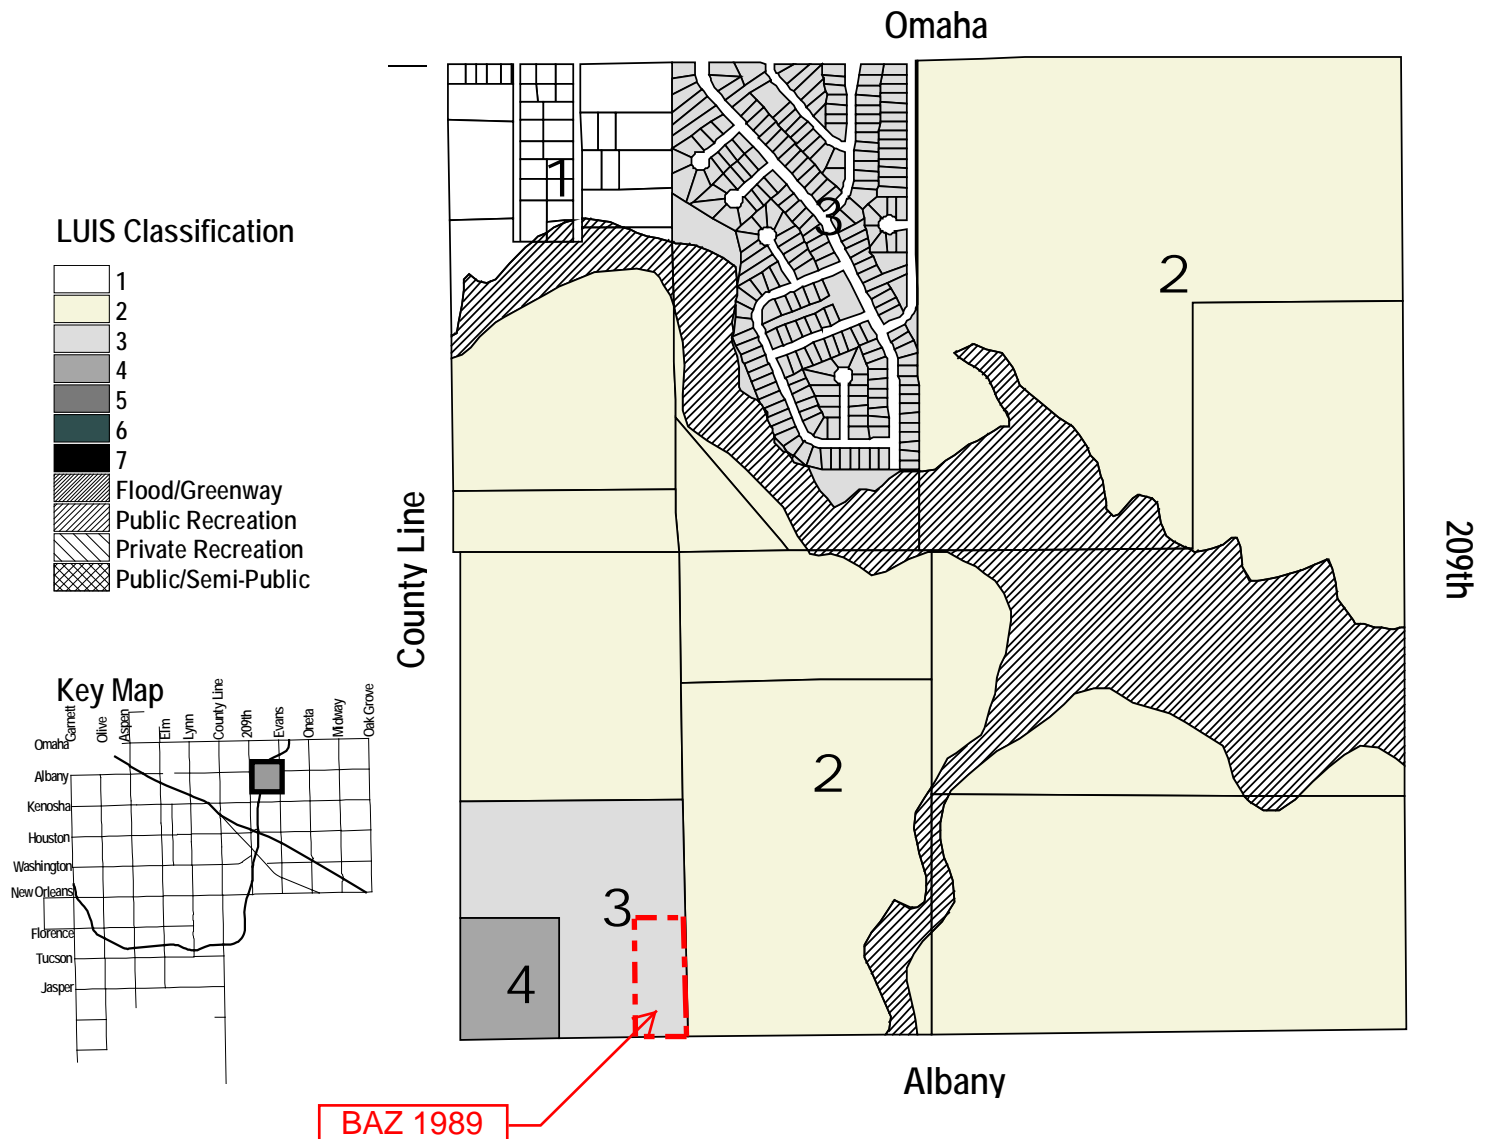 Omaha
1
3
2
LUIS Classification
1
2
3
4
5
6
7
Flood/Greenway
Public Recreation
Private Recreation
Public/Semi-Public
County Line
209th
Key Map
Garnett
Olive
Aspen
Elm
Lynn
County Line
209th
Evans
Oneta
Midway
Oak Grove
Omaha
Albany
Kenosha
Houston
Washington
New Orleans
Florence
Tucson
Jasper
2
3
4
Albany
BAZ 1989